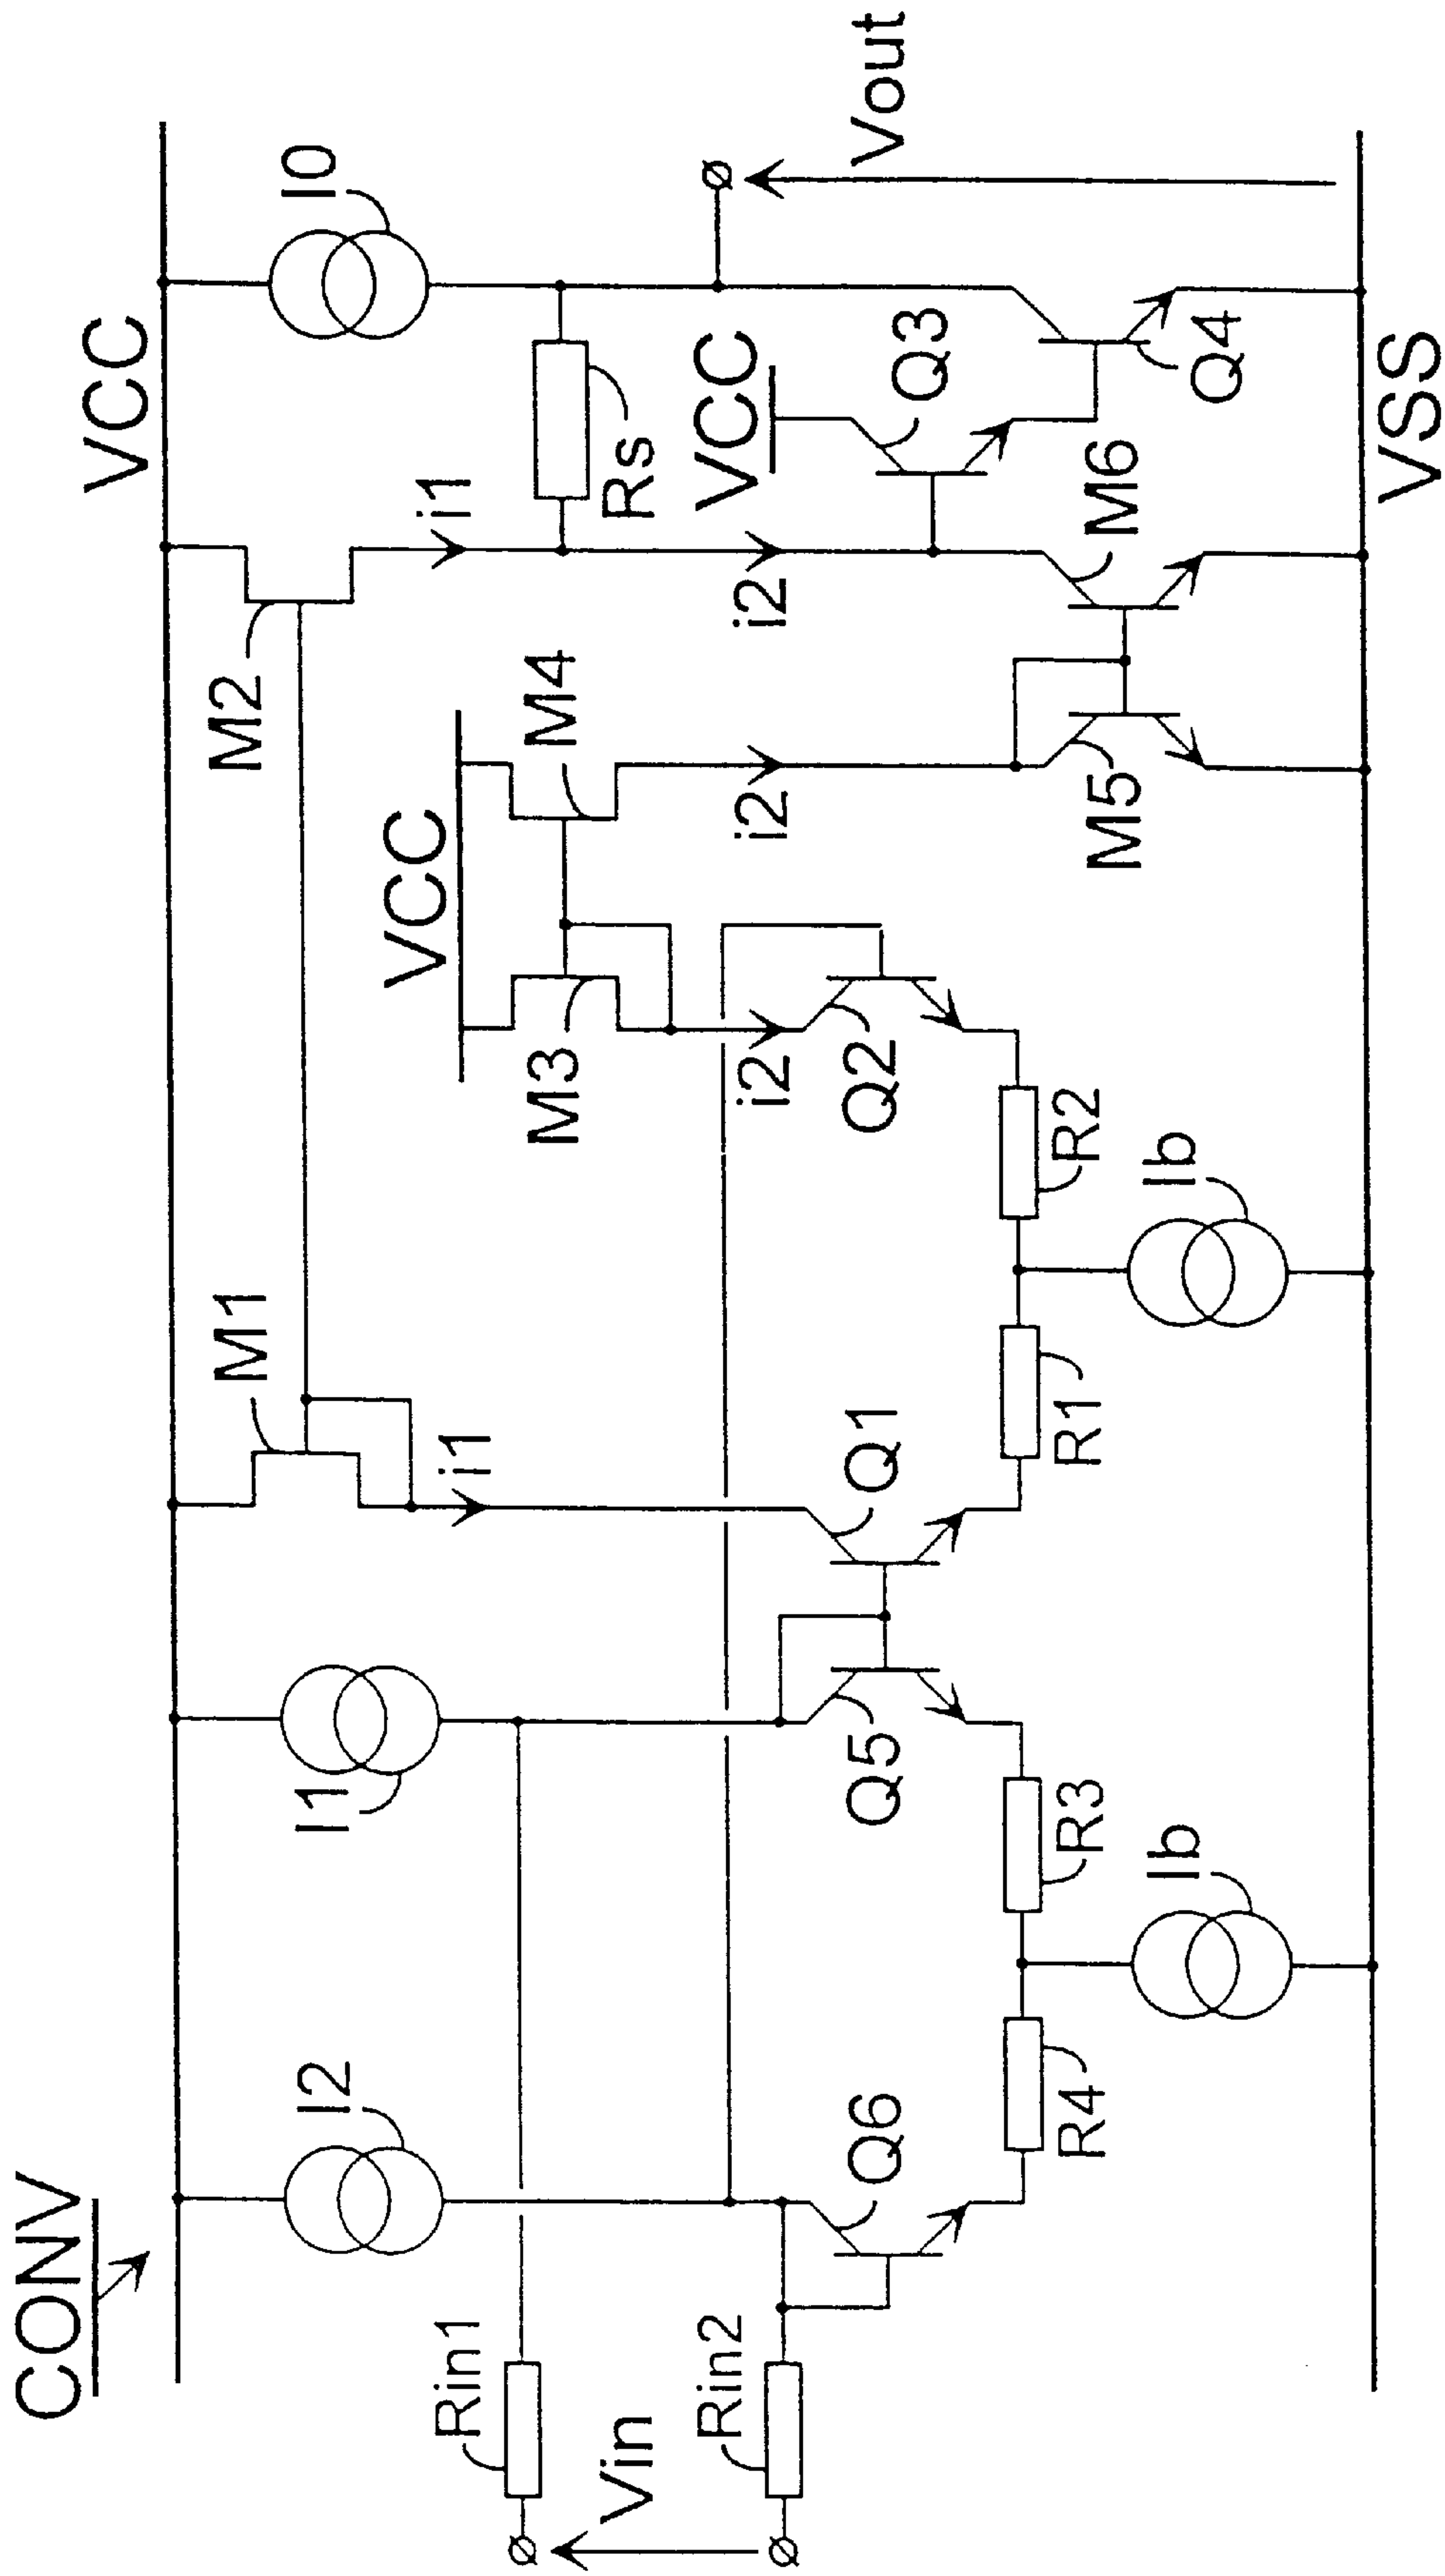 CONV
VCC
I2
I1
M1
M2
I0
Rin1
i1
VCC
M3
M4
i1
Rs
Vin
Rin2
i2
i2
i2
VCC
Q3
Vout
Q6
Q5
Q1
Q2
M5
M6
Q4
R4
R3
R1
R2
Ib
Ib
VSS